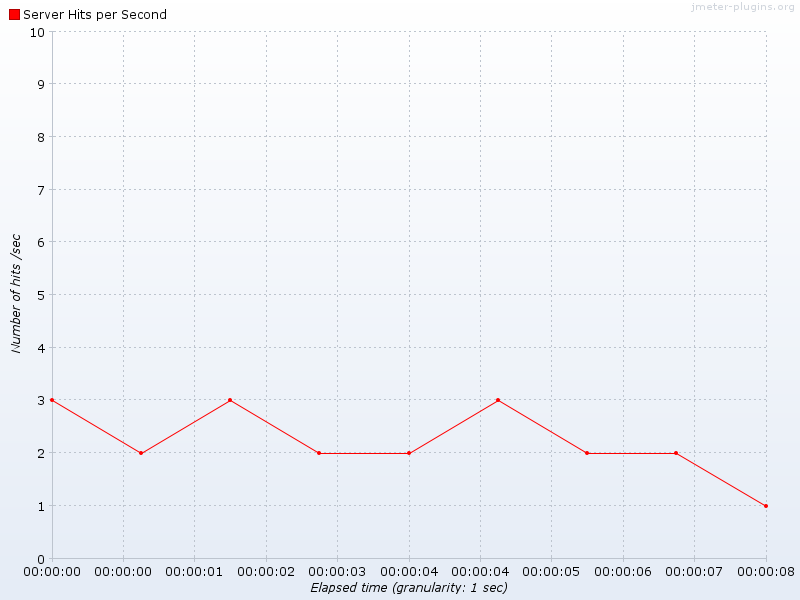 jmeter-plugins.org
Server Hits per Second
10
9
8
7
6
5
4
3
2
1
0
Number of hits /sec
00:00:00 00:00:00 00:00:01 00:00:02 00:00:03 00:00:04 00:00:04 00:00:05 00:00:06 00:00:07 00:00:08
Elapsed time (granularity: 1 sec)